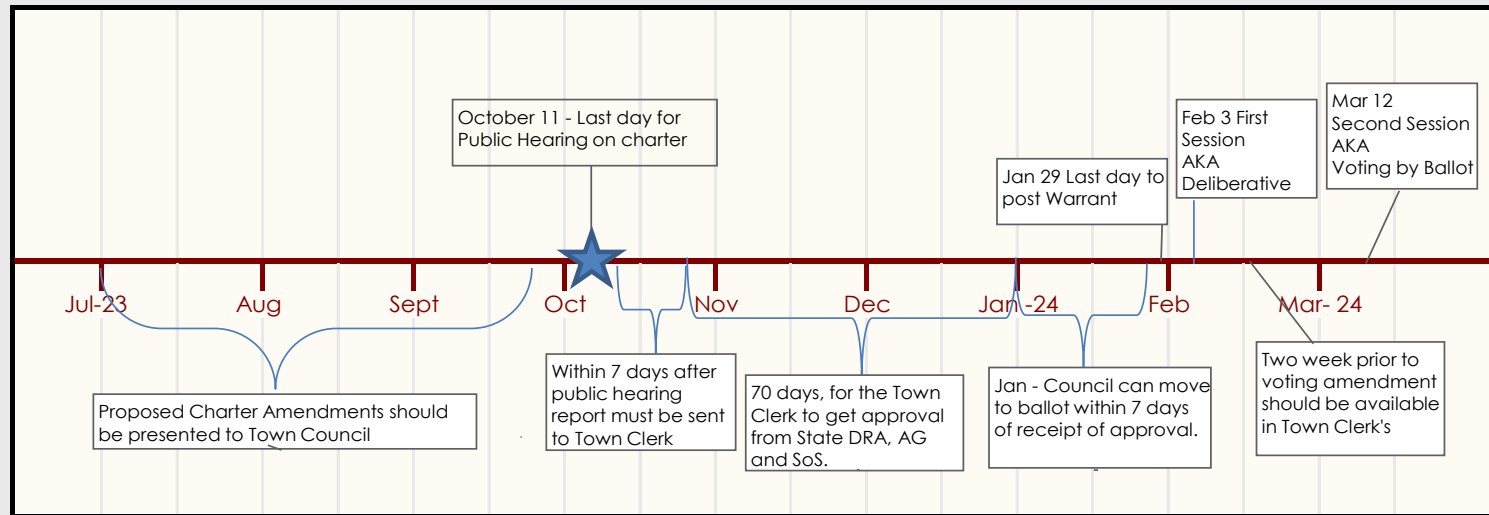 October 11 - Last day for
Public Hearing on charter
Jan 29 Last day to
post Warrant
Feb 3 First
Session
AKA
Deliberative
Mar 12
Second Session
AKA
Voting by Ballot
Jul-23
Aug
Sept
Oct
Nov
Dec
Jan -24
Feb
Mar- 24
Proposed Charter Amendments should
be presented to Town Council
Within 7 days after
public hearing
report must be sent
to Town Clerk
70 days, for the Town
Clerk to get approval
from State DRA, AG
and SoS.
Jan - Council can move
to ballot within 7 days
of receipt of approval.
Two week prior to
voting amendment
should be available
in Town Clerk's